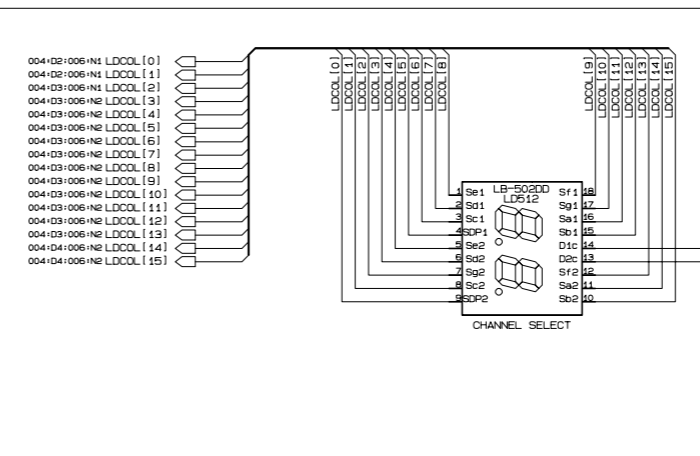 004:D2:006:N1 LDCOL[0]
004:D2:006:N1 LDCOL[1]
004:D3:006:N1 LDCOL[2]
004:D3:006:N2 LDCOL[3]
004:D3:006:N2 LDCOL[4]
004:D3:006:N2 LDCOL[5]
004:D3:006:N2 LDCOL[6]
004:D3:006:N2 LDCOL[7]
004:D3:006:N2 LDCOL[8]
004:D3:006:N2 LDCOL[9]
004:D3:006:N2 LDCOL[10]
004:D3:006:N2 LDCOL[11]
004:D3:006:N2 LDCOL[12]
004:D3:006:N2 LDCOL[13]
004:D4:006:N2 LDCOL[14]
004:D4:006:N2 LDCOL[15]
LDCOL[0]
LDCOL[1]
LDCOL[2]
LDCOL[3]
LDCOL[4]
LDCOL[5]
LDCOL[6]
LDCOL[7]
LDCOL[8]
LDCOL[9]
LDCOL[10]
LDCOL[11]
LDCOL[12]
LDCOL[13]
LDCOL[14]
LDCOL[15]
LB-502DD
LD512
1 Se1 Sf1 18
2 Sd1 Sg1 17
3 Sc1 Sa1 16
4 SDP1 Sb1 15
5 Se2 D1c 14
6 Sd2 D2c 13
7 Sg2 Sf2 12
8 Sc2 Sa2 11
9 SDP2 Sb2 10
CHANNEL SELECT